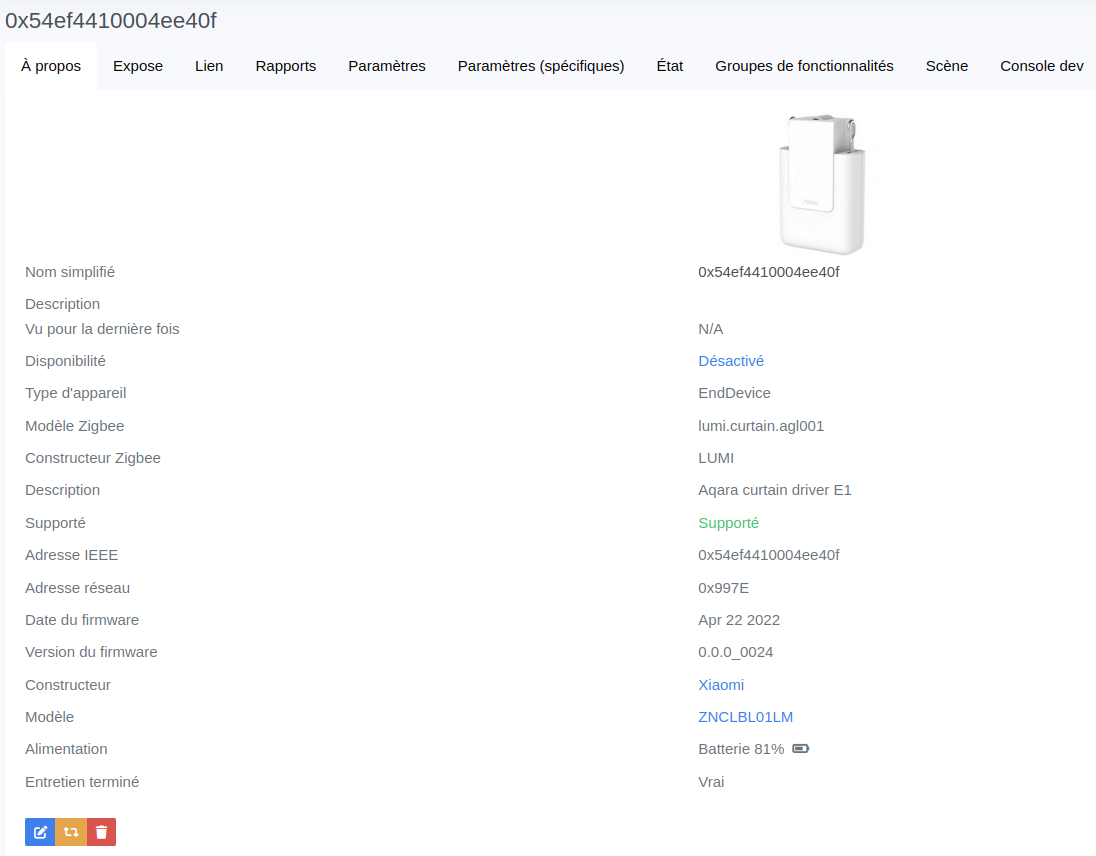 0x54ef4410004ee40f
À propos Expose Lien Rapports Paramètres Paramètres (spécifiques) État Groupes de fonctionnalités Scène Console dev
Nom simplifié 0x54ef4410004ee40f
Description
Vu pour la dernière fois N/A
Disponibilité Désactivé
Type d'appareil EndDevice
Modèle Zigbee lumi.curtain.agl001
Constructeur Zigbee LUMI
Description Aqara curtain driver E1
Supporté Supporté
Adresse IEEE 0x54ef4410004ee40f
Adresse réseau 0x997E
Date du firmware Apr 22 2022
Version du firmware 0.0.0_0024
Constructeur Xiaomi
Modèle ZNCLBL01LM
Alimentation Batterie 81%
Entretien terminé Vrai